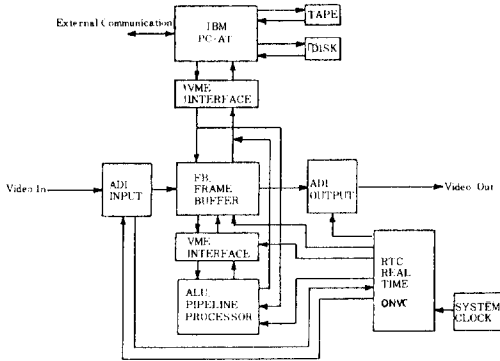 External Communication
IBM
PC-AT
TAPE
DISK
VME
INTERFACE
Video In
ADI
INPUT
FB,
FRAME
BUFFER
ADI
OUTPUT
Video Out
VME
INTERFACE
ALU
PIPELINE
PROCESSOR
RTC
REAL
TIME
SYSTEM
CLOCK